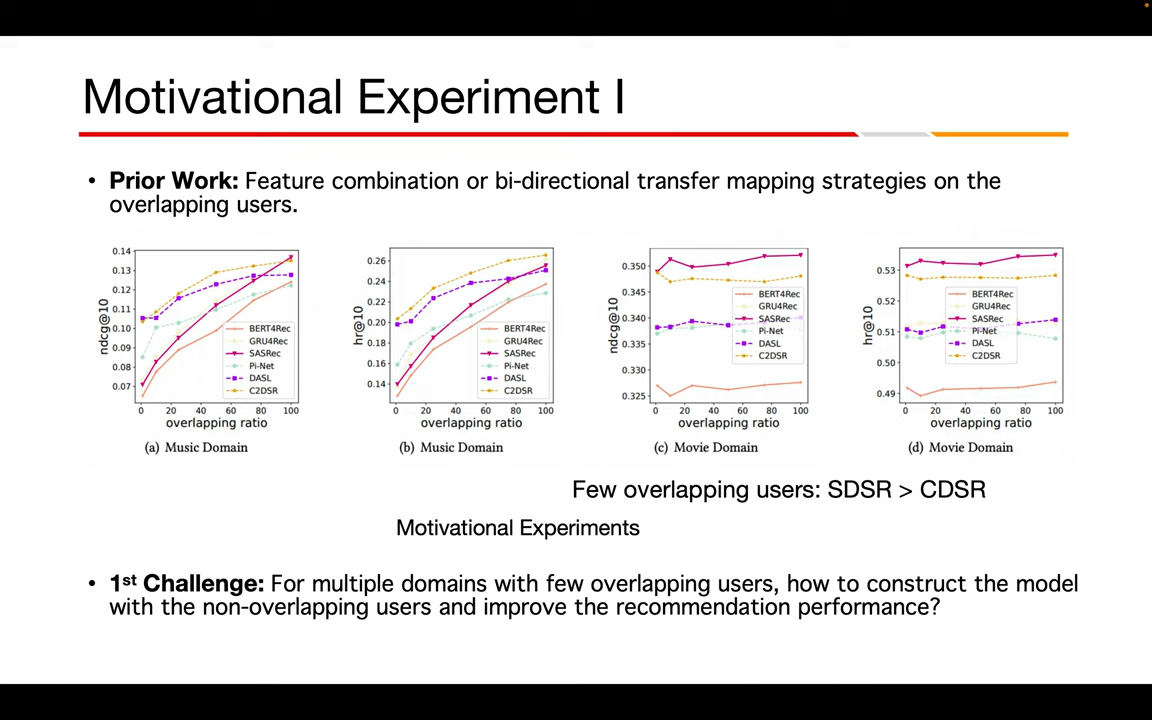 Motivational Experiment I
• Prior Work: Feature combination or bi-directional transfer mapping strategies on the
overlapping users.
0.14
0.13
0.12
0.11
0.10
0.09
0.08
0.07
ndcg@10
BERT4Rec
GRU4Rec
SASRec
Pi-Net
DASL
C2DSR
0 20 40 60 80 100
overlapping ratio
(a) Music Domain
0.26
0.24
0.22
0.20
0.18
0.16
0.14
hr@10
BERT4Rec
GRU4Rec
SASRec
Pi-Net
DASL
C2DSR
0 20 40 60 80 100
overlapping ratio
(b) Music Domain
0.350
0.345
0.340
0.335
0.330
0.325
ndcg@10
BERT4Rec
GRU4Rec
SASRec
Pi-Net
DASL
C2DSR
0 20 40 60 80 100
overlapping ratio
(c) Movie Domain
0.53
0.52
0.51
0.50
0.49
hr@10
BERT4Rec
GRU4Rec
SASRec
Pi-Net
DASL
C2DSR
0 20 40 60 80 100
overlapping ratio
(d) Movie Domain
Few overlapping users: SDSR > CDSR
Motivational Experiments
• 1st Challenge: For multiple domains with few overlapping users, how to construct the model
with the non-overlapping users and improve the recommendation performance?